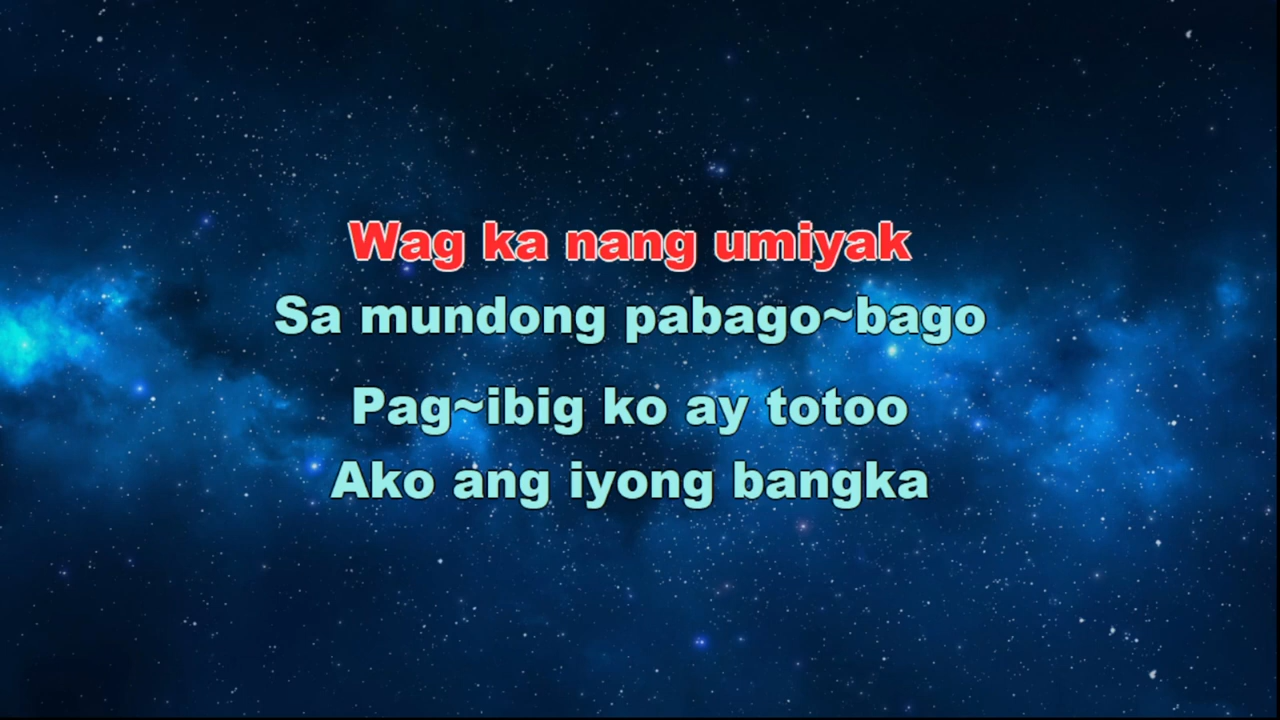 Wag ka nang umiyak
Sa mundong pabago~bago
Pag~ibig ko ay totoo
Ako ang iyong bangka